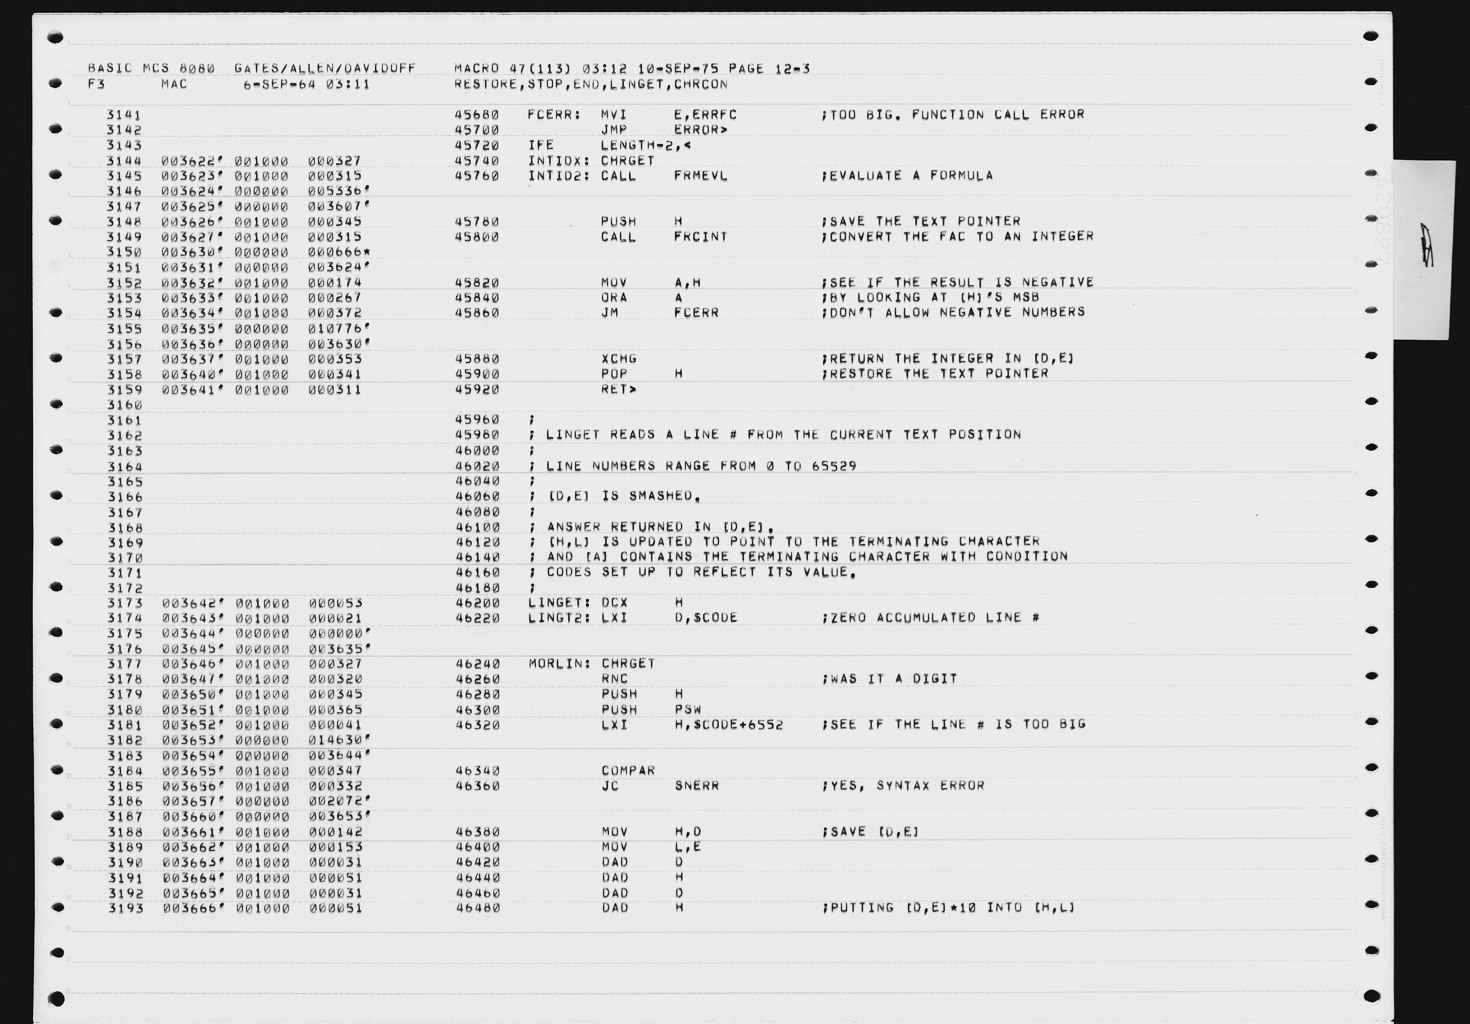 BASIC MCS 8080 GATES/ALLEN/DAVIDOFF MACRO 47(113) 03:12 10-SEP-75 PAGE 12-3
F3 MAC 6-SEP-64 03:11 RESTORE,STOP,END,LINGET,CHRCON
3141 45680 FCERR: MVI E,ERRFC ;TOO BIG. FUNCTION CALL ERROR
3142 45700 JMP ERROR>
3143 45720 IFE LENGTH-2,<
3144 003622' 001000 000327 45740 INTIDX: CHRGET
3145 003623' 001000 000315 45760 INTID2: CALL FRMEVL ;EVALUATE A FORMULA
3146 003624' 000000 005336'
3147 003625' 000000 003607'
3148 003626' 001000 000345 45780 PUSH H ;SAVE THE TEXT POINTER
3149 003627' 001000 000315 45800 CALL FRCINT ;CONVERT THE FAC TO AN INTEGER
3150 003630' 000000 000666*
3151 003631' 000000 003624'
3152 003632' 001000 000174 45820 MOV A,H ;SEE IF THE RESULT IS NEGATIVE
3153 003633' 001000 000267 45840 ORA A ;BY LOOKING AT [H]'S MSB
3154 003634' 001000 000372 45860 JM FCERR ;DON'T ALLOW NEGATIVE NUMBERS
3155 003635' 000000 010776'
3156 003636' 000000 003630'
3157 003637' 001000 000353 45880 XCHG ;RETURN THE INTEGER IN [D,E]
3158 003640' 001000 000341 45900 POP H ;RESTORE THE TEXT POINTER
3159 003641' 001000 000311 45920 RET>
3160
3161 45960 ;
3162 45980 ; LINGET READS A LINE # FROM THE CURRENT TEXT POSITION
3163 46000 ;
3164 46020 ; LINE NUMBERS RANGE FROM 0 TO 65529
3165 46040 ;
3166 46060 ; [D,E] IS SMASHED.
3167 46080 ;
3168 46100 ; ANSWER RETURNED IN [D,E].
3169 46120 ; [H,L] IS UPDATED TO POINT TO THE TERMINATING CHARACTER
3170 46140 ; AND [A] CONTAINS THE TERMINATING CHARACTER WITH CONDITION
3171 46160 ; CODES SET UP TO REFLECT ITS VALUE.
3172 46180 ;
3173 003642' 001000 000053 46200 LINGET: DCX H
3174 003643' 001000 000021 46220 LINGT2: LXI D,$CODE ;ZERO ACCUMULATED LINE #
3175 003644' 000000 000000'
3176 003645' 000000 003635'
3177 003646' 001000 000327 46240 MORLIN: CHRGET
3178 003647' 001000 000320 46260 RNC ;WAS IT A DIGIT
3179 003650' 001000 000345 46280 PUSH H
3180 003651' 001000 000365 46300 PUSH PSW
3181 003652' 001000 000041 46320 LXI H,$CODE+6552 ;SEE IF THE LINE # IS TOO BIG
3182 003653' 000000 014630'
3183 003654' 000000 003644'
3184 003655' 001000 000347 46340 COMPAR
3185 003656' 001000 000332 46360 JC SNERR ;YES, SYNTAX ERROR
3186 003657' 000000 002072'
3187 003660' 000000 003653'
3188 003661' 001000 000142 46380 MOV H,D ;SAVE [D,E]
3189 003662' 001000 000153 46400 MOV L,E
3190 003663' 001000 000031 46420 DAD D
3191 003664' 001000 000051 46440 DAD H
3192 003665' 001000 000031 46460 DAD D
3193 003666' 001000 000051 46480 DAD H ;PUTTING [D,E]*10 INTO [H,L]